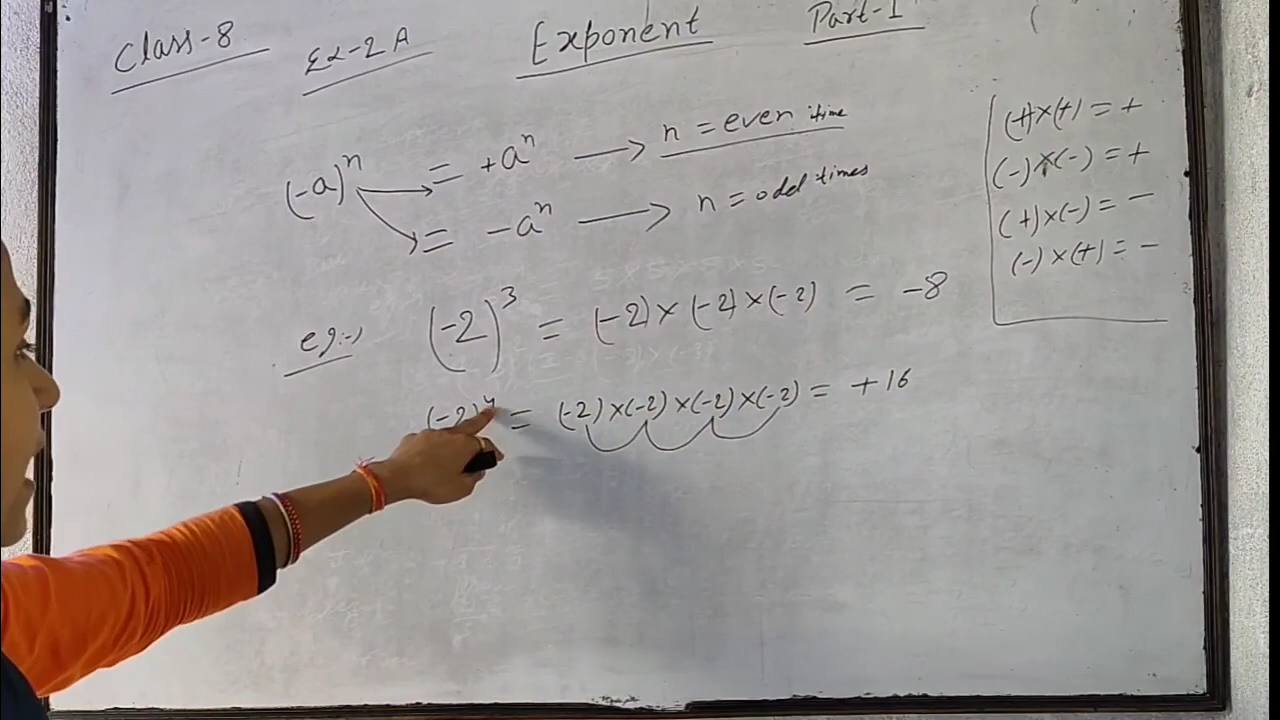 Class-8 Ex-2A Exponent Part-I
(-a)ⁿ = +aⁿ → n = even time
= -aⁿ → n = odd times
eg:-) (-2)³ = (-2)×(-2)×(-2) = -8
(-2)⁴ = (-2)×(-2)×(-2)×(-2) = +16
(+)×(+) = +
(-)×(-) = +
(+)×(-) = -
(-)×(+) = -